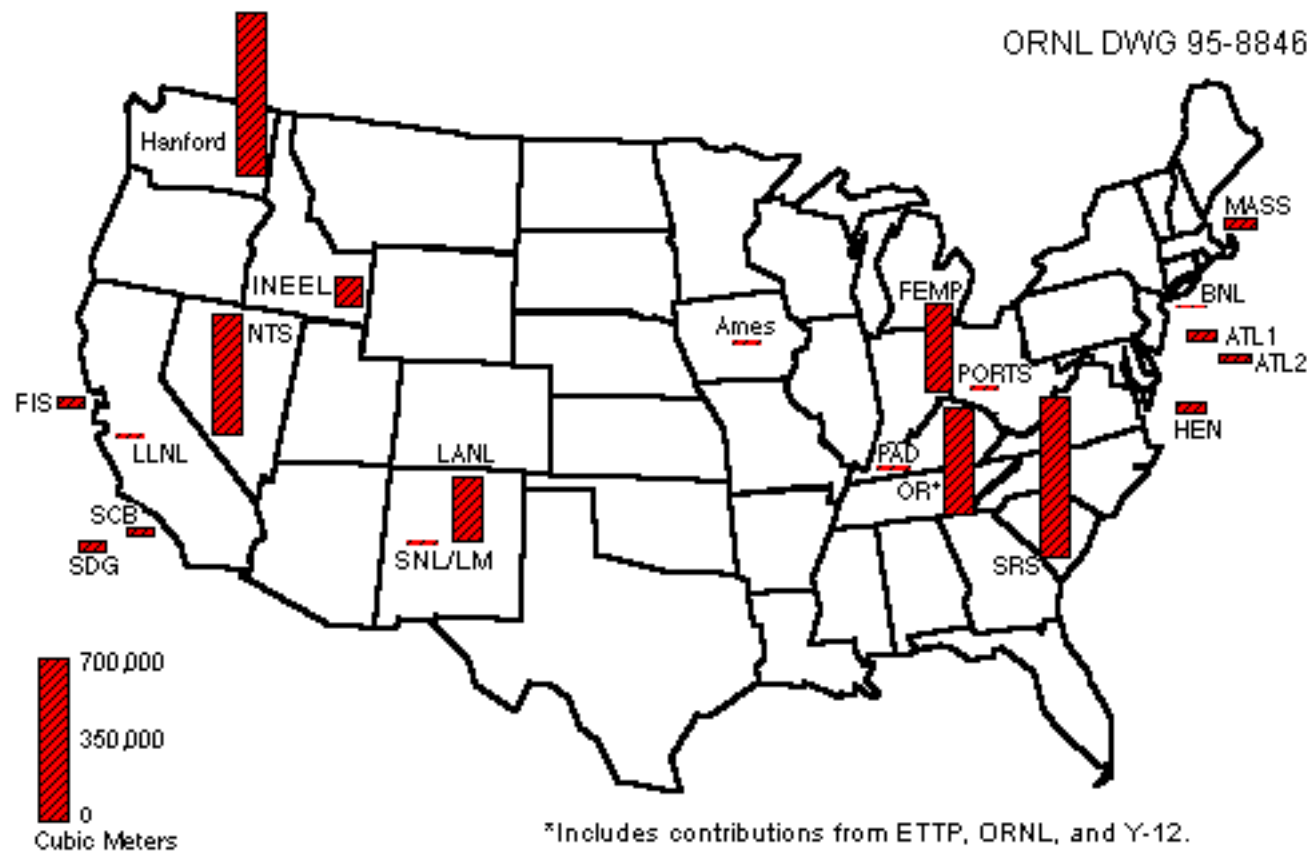 ORNL DWG 95-8846
Hanford
MASS
INEEL
FEMP
BNL
NTS
Ames
ATL1
ATL2
PORTS
FIS
HEN
LLNL
LANL
PAD
OR*
SCB
SDG
SNL/LM
SRS
700,000
350,000
0
Cubic Meters
*Includes contributions from ETTP, ORNL, and Y-12.